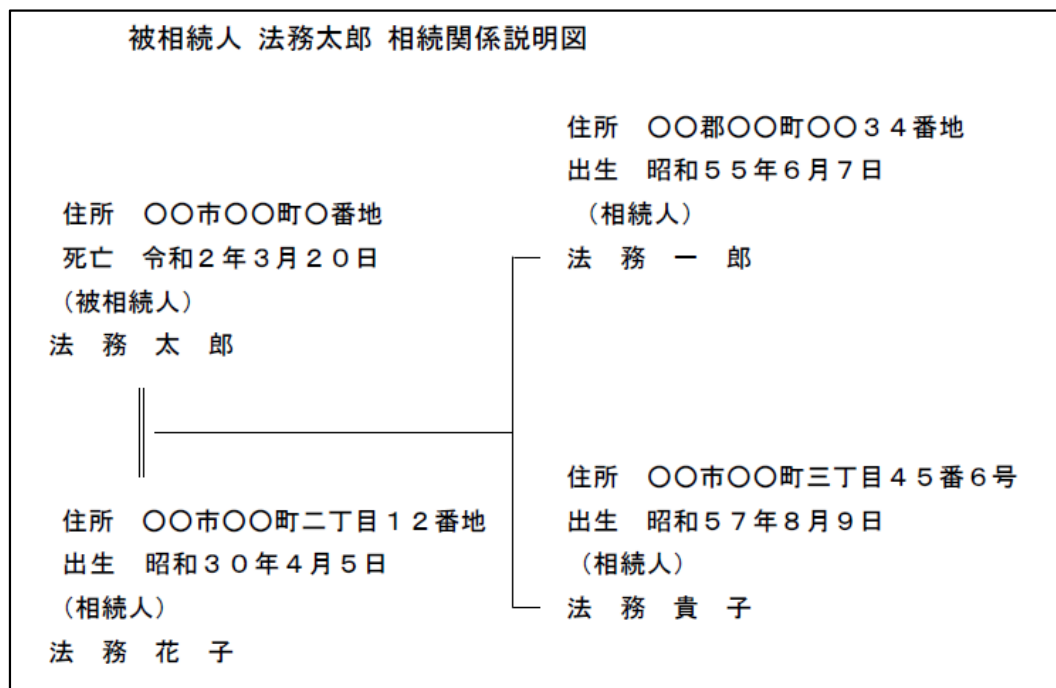 被相続人 法務太郎 相続関係説明図
住所　〇〇郡〇〇町〇〇３４番地
出生　昭和５５年６月７日
（相続人）
法　務　一　郎
住所　〇〇市〇〇町〇番地
死亡　令和２年３月２０日
（被相続人）
法　務　太　郎
住所　〇〇市〇〇町二丁目１２番地
出生　昭和３０年４月５日
（相続人）
法　務　花　子
住所　〇〇市〇〇町三丁目４５番６号
出生　昭和５７年８月９日
（相続人）
法　務　貴　子